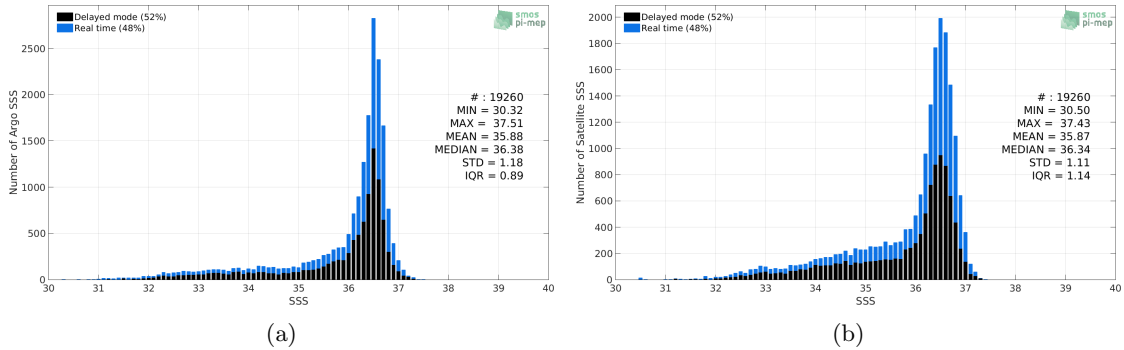 Delayed mode (52%)
Real time (48%)
smos
pi-mep
Number of Argo SSS
2500
2000
1500
1000
500
0
# : 19260
MIN = 30.32
MAX = 37.51
MEAN = 35.88
MEDIAN = 36.38
STD = 1.18
IQR = 0.89
30 31 32 33 34 35 36 37 38 39 40
SSS
(a)
Delayed mode (52%)
Real time (48%)
smos
pi-mep
Number of Satellite SSS
2000
1800
1600
1400
1200
1000
800
600
400
200
0
# : 19260
MIN = 30.50
MAX = 37.43
MEAN = 35.87
MEDIAN = 36.34
STD = 1.11
IQR = 1.14
30 31 32 33 34 35 36 37 38 39 40
SSS
(b)